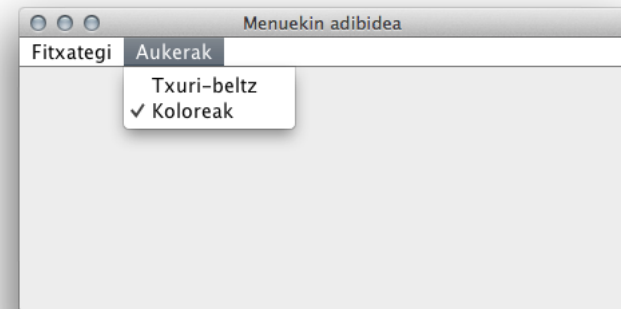 Menuekin adibidea
Fitxategi Aukerak
Txuri-beltz
✓ Koloreak